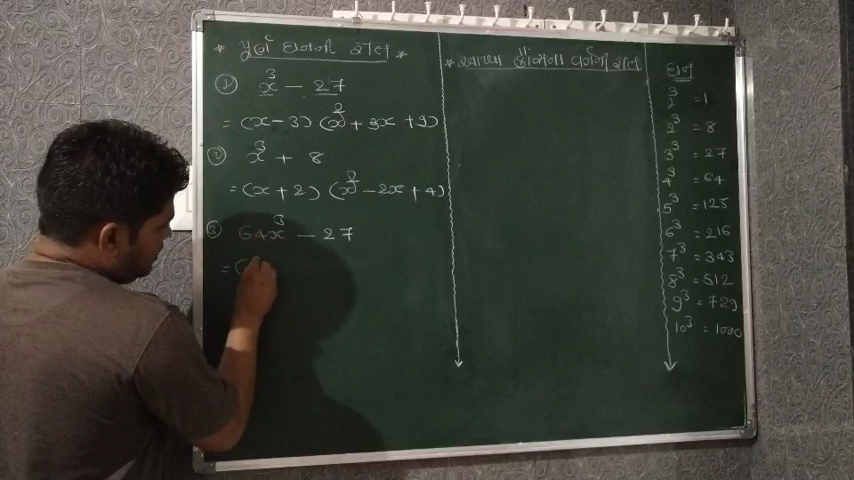 * પૂર્ણ ઘનની રીત *
① x³ - 27
= (x-3) (x² + 3x + 9)
② x³ + 8
= (x+2) (x² - 2x + 4)
③ 64x³ - 27
= (
* વર્ગની રીત
ઘન
1³ = 1
2³ = 8
3³ = 27
4³ = 64
5³ = 125
6³ = 216
7³ = 343
8³ = 512
9³ = 729
10³ = 1000